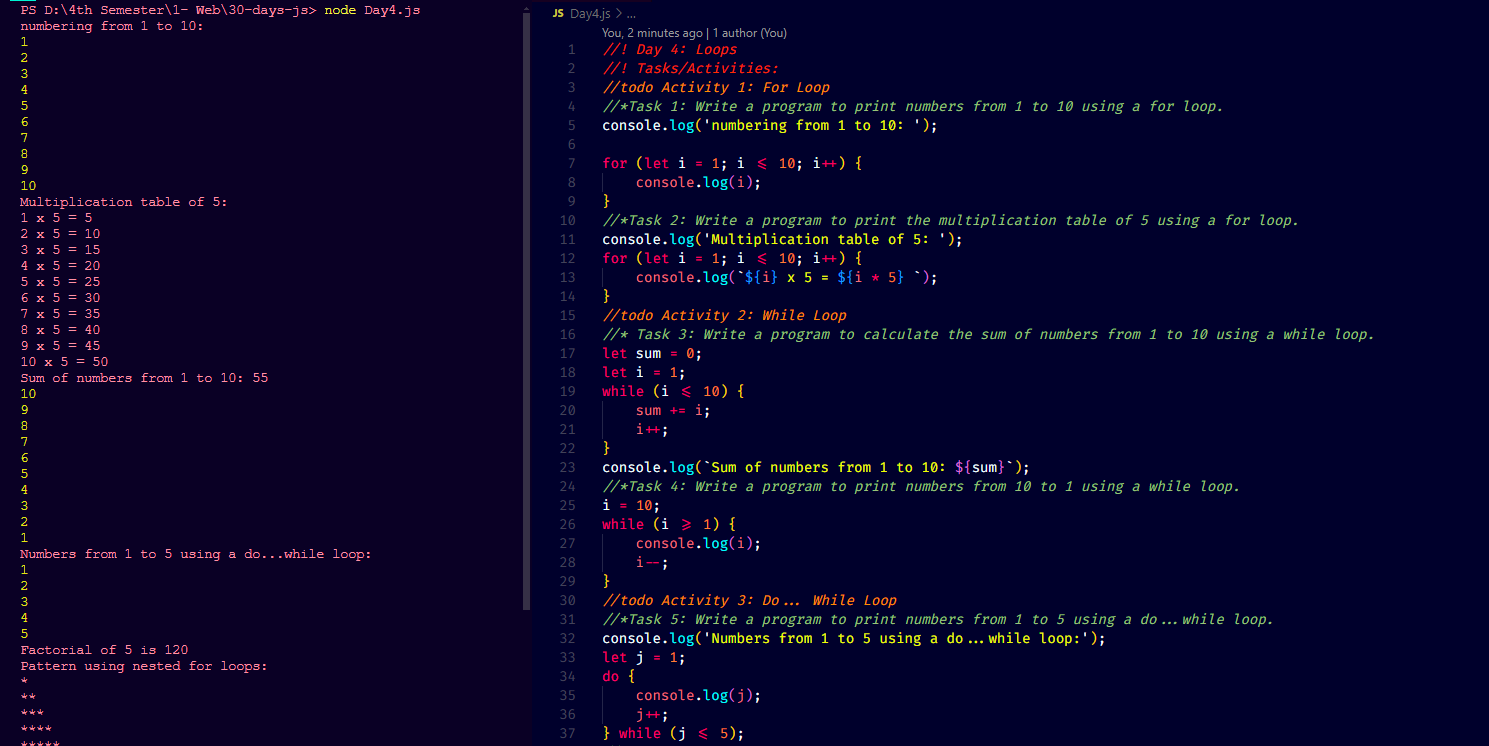 PS D:\4th Semester\1- Web\30-days-js> node Day4.js
numbering from 1 to 10:
1
2
3
4
5
6
7
8
9
10
Multiplication table of 5:
1 x 5 = 5
2 x 5 = 10
3 x 5 = 15
4 x 5 = 20
5 x 5 = 25
6 x 5 = 30
7 x 5 = 35
8 x 5 = 40
9 x 5 = 45
10 x 5 = 50
Sum of numbers from 1 to 10: 55
10
9
8
7
6
5
4
3
2
1
Numbers from 1 to 5 using a do...while loop:
1
2
3
4
5
Factorial of 5 is 120
Pattern using nested for loops:
*
**
***
****
*****
JS Day4.js > ...
You, 2 minutes ago | 1 author (You)
1 //! Day 4: Loops
2 //! Tasks/Activities:
3 //todo Activity 1: For Loop
4 //*Task 1: Write a program to print numbers from 1 to 10 using a for loop.
5 console.log('numbering from 1 to 10: ');
6
7 for (let i = 1; i <= 10; i++) {
8     console.log(i);
9 }
10 //*Task 2: Write a program to print the multiplication table of 5 using a for loop.
11 console.log('Multiplication table of 5: ');
12 for (let i = 1; i <= 10; i++) {
13     console.log(`${i} x 5 = ${i * 5} `);
14 }
15 //todo Activity 2: While Loop
16 //* Task 3: Write a program to calculate the sum of numbers from 1 to 10 using a while loop.
17 let sum = 0;
18 let i = 1;
19 while (i <= 10) {
20     sum += i;
21     i++;
22 }
23 console.log(`Sum of numbers from 1 to 10: ${sum}`);
24 //*Task 4: Write a program to print numbers from 10 to 1 using a while loop.
25 i = 10;
26 while (i >= 1) {
27     console.log(i);
28     i--;
29 }
30 //todo Activity 3: Do... While Loop
31 //*Task 5: Write a program to print numbers from 1 to 5 using a do...while loop.
32 console.log('Numbers from 1 to 5 using a do...while loop:');
33 let j = 1;
34 do {
35     console.log(j);
36     j++;
37 } while (j <= 5);